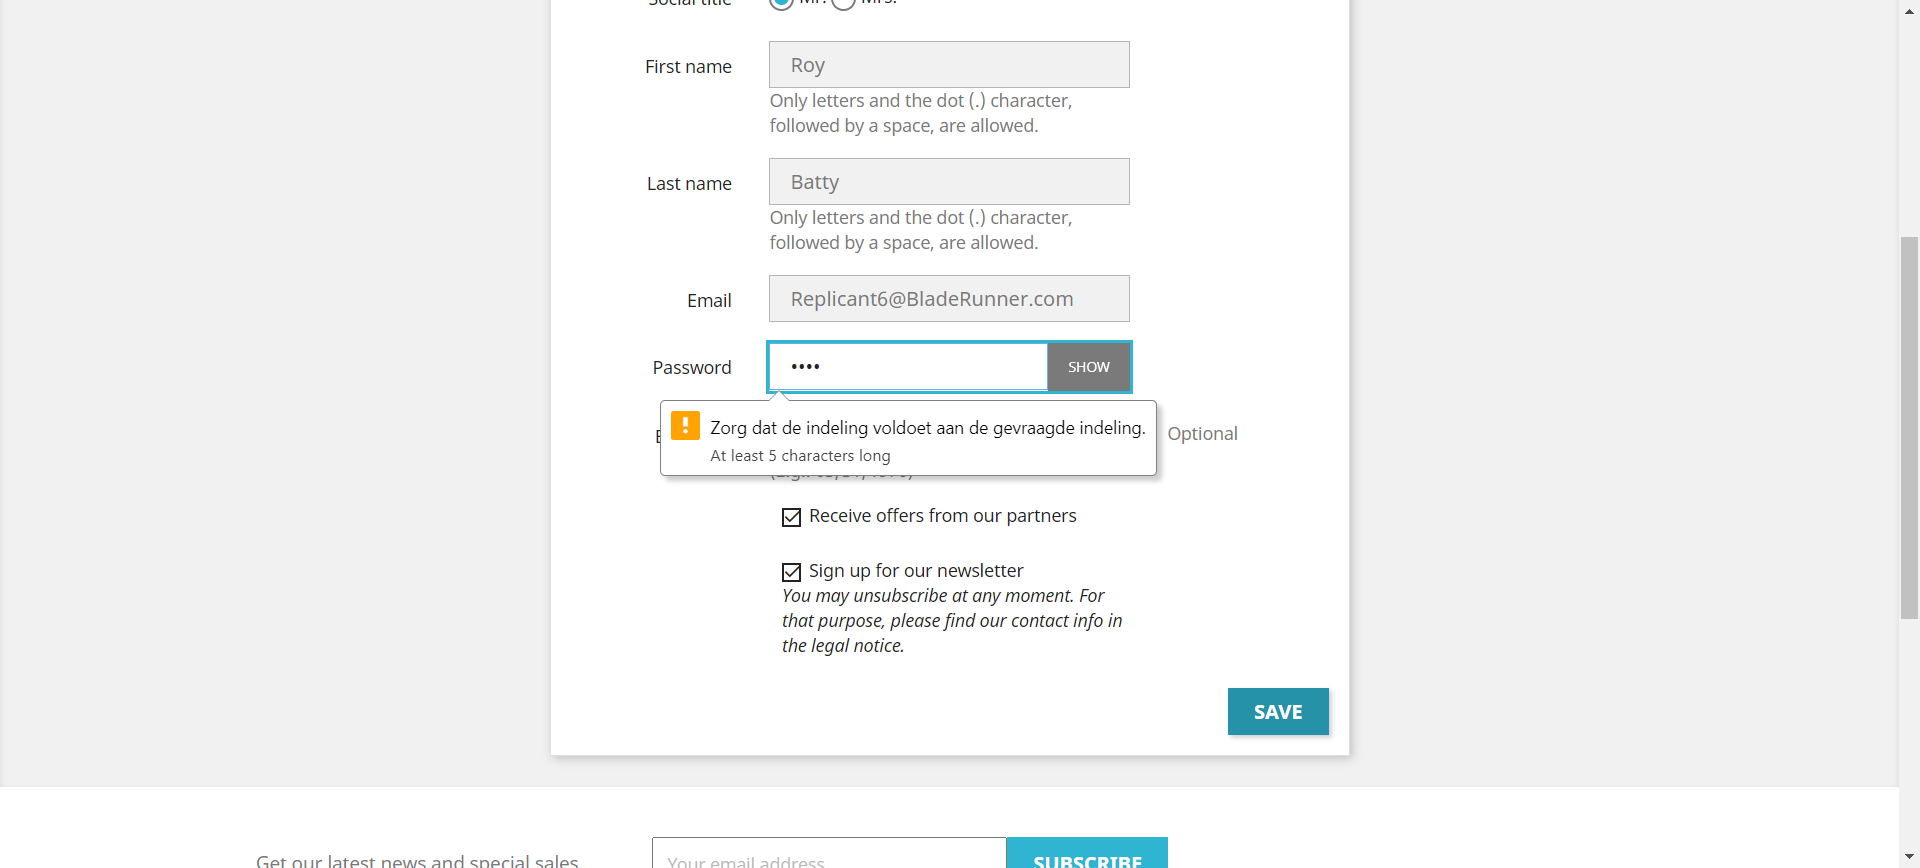 Social title Mr. Mrs.
First name Roy
Only letters and the dot (.) character,
followed by a space, are allowed.
Last name Batty
Only letters and the dot (.) character,
followed by a space, are allowed.
Email Replicant6@BladeRunner.com
Password •••• SHOW
Zorg dat de indeling voldoet aan de gevraagde indeling.
At least 5 characters long
Optional
Receive offers from our partners
Sign up for our newsletter
You may unsubscribe at any moment. For
that purpose, please find our contact info in
the legal notice.
SAVE
Get our latest news and special sales Your email address SUBSCRIBE